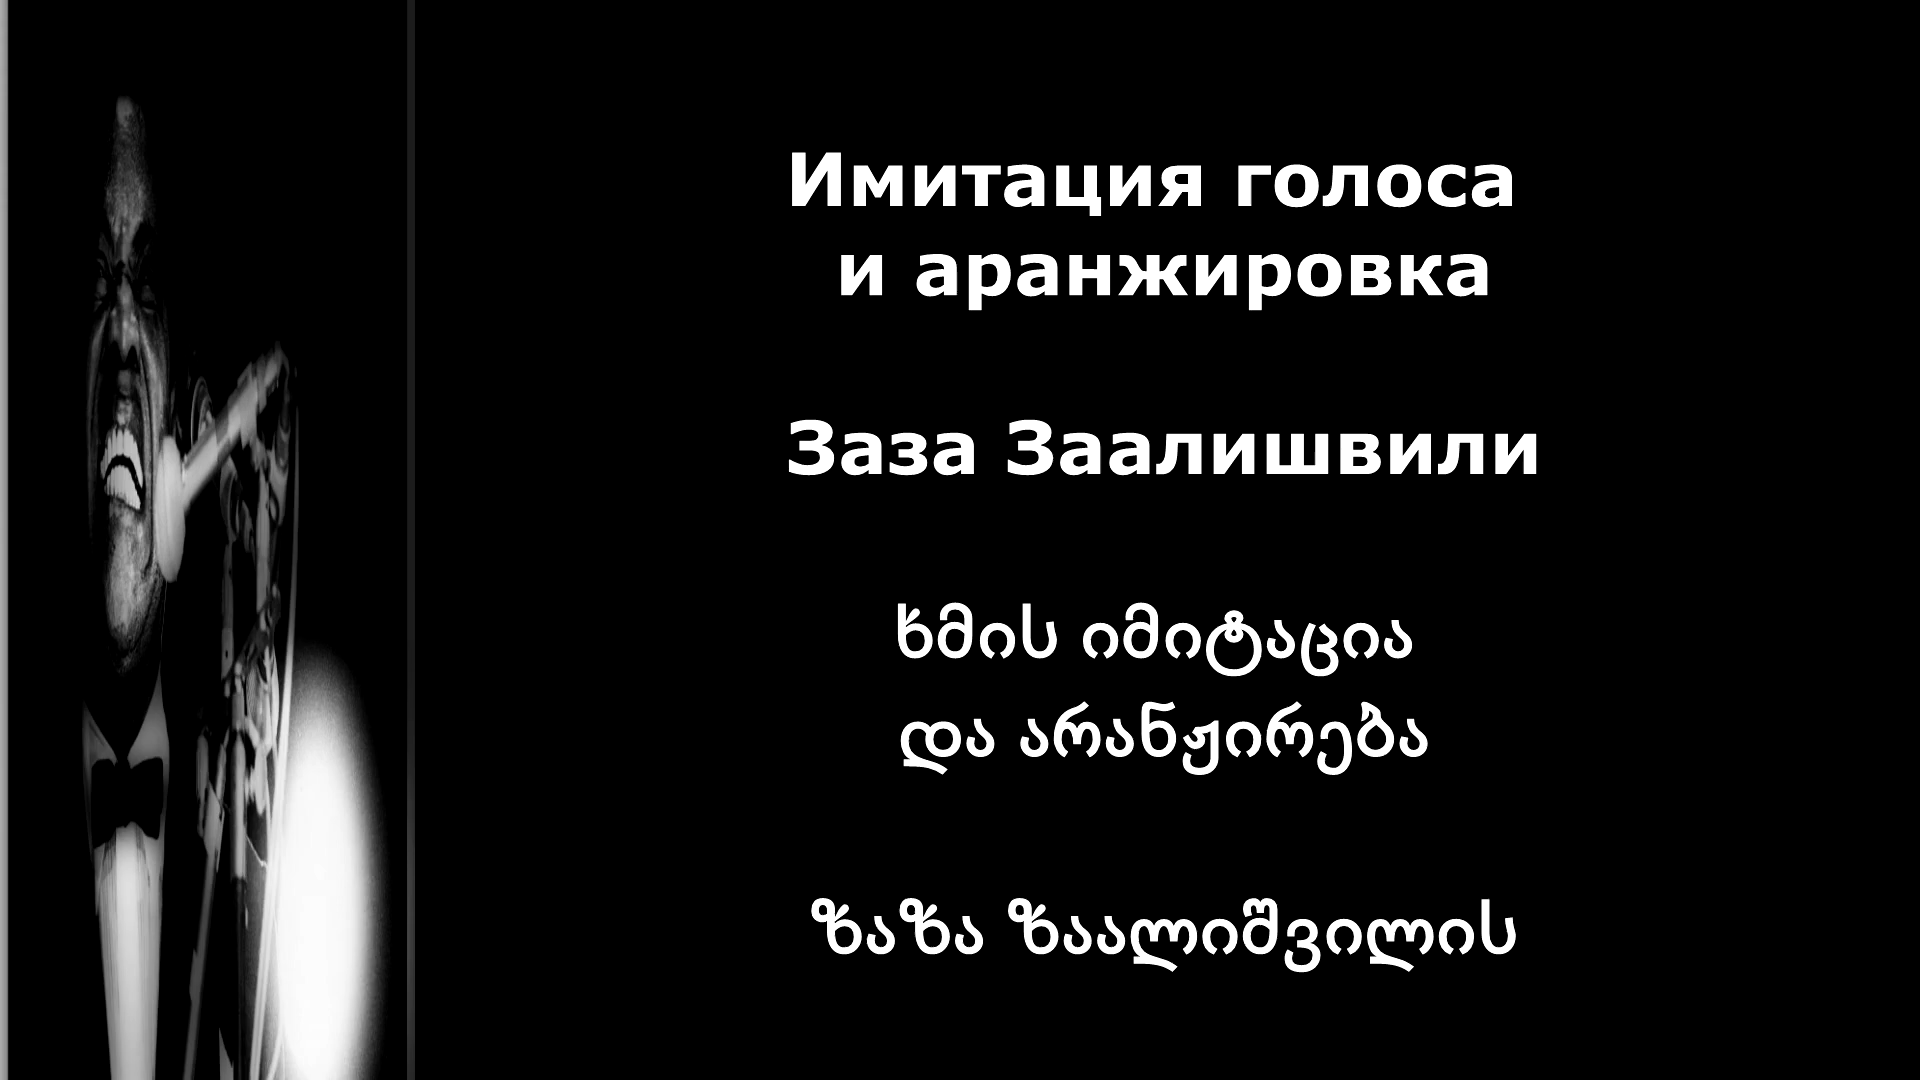 Имитация голоса
и аранжировка
Заза Заалишвили
ხმის იმიტაცია
და არანჟირება
ზაზა ზაალიშვილის